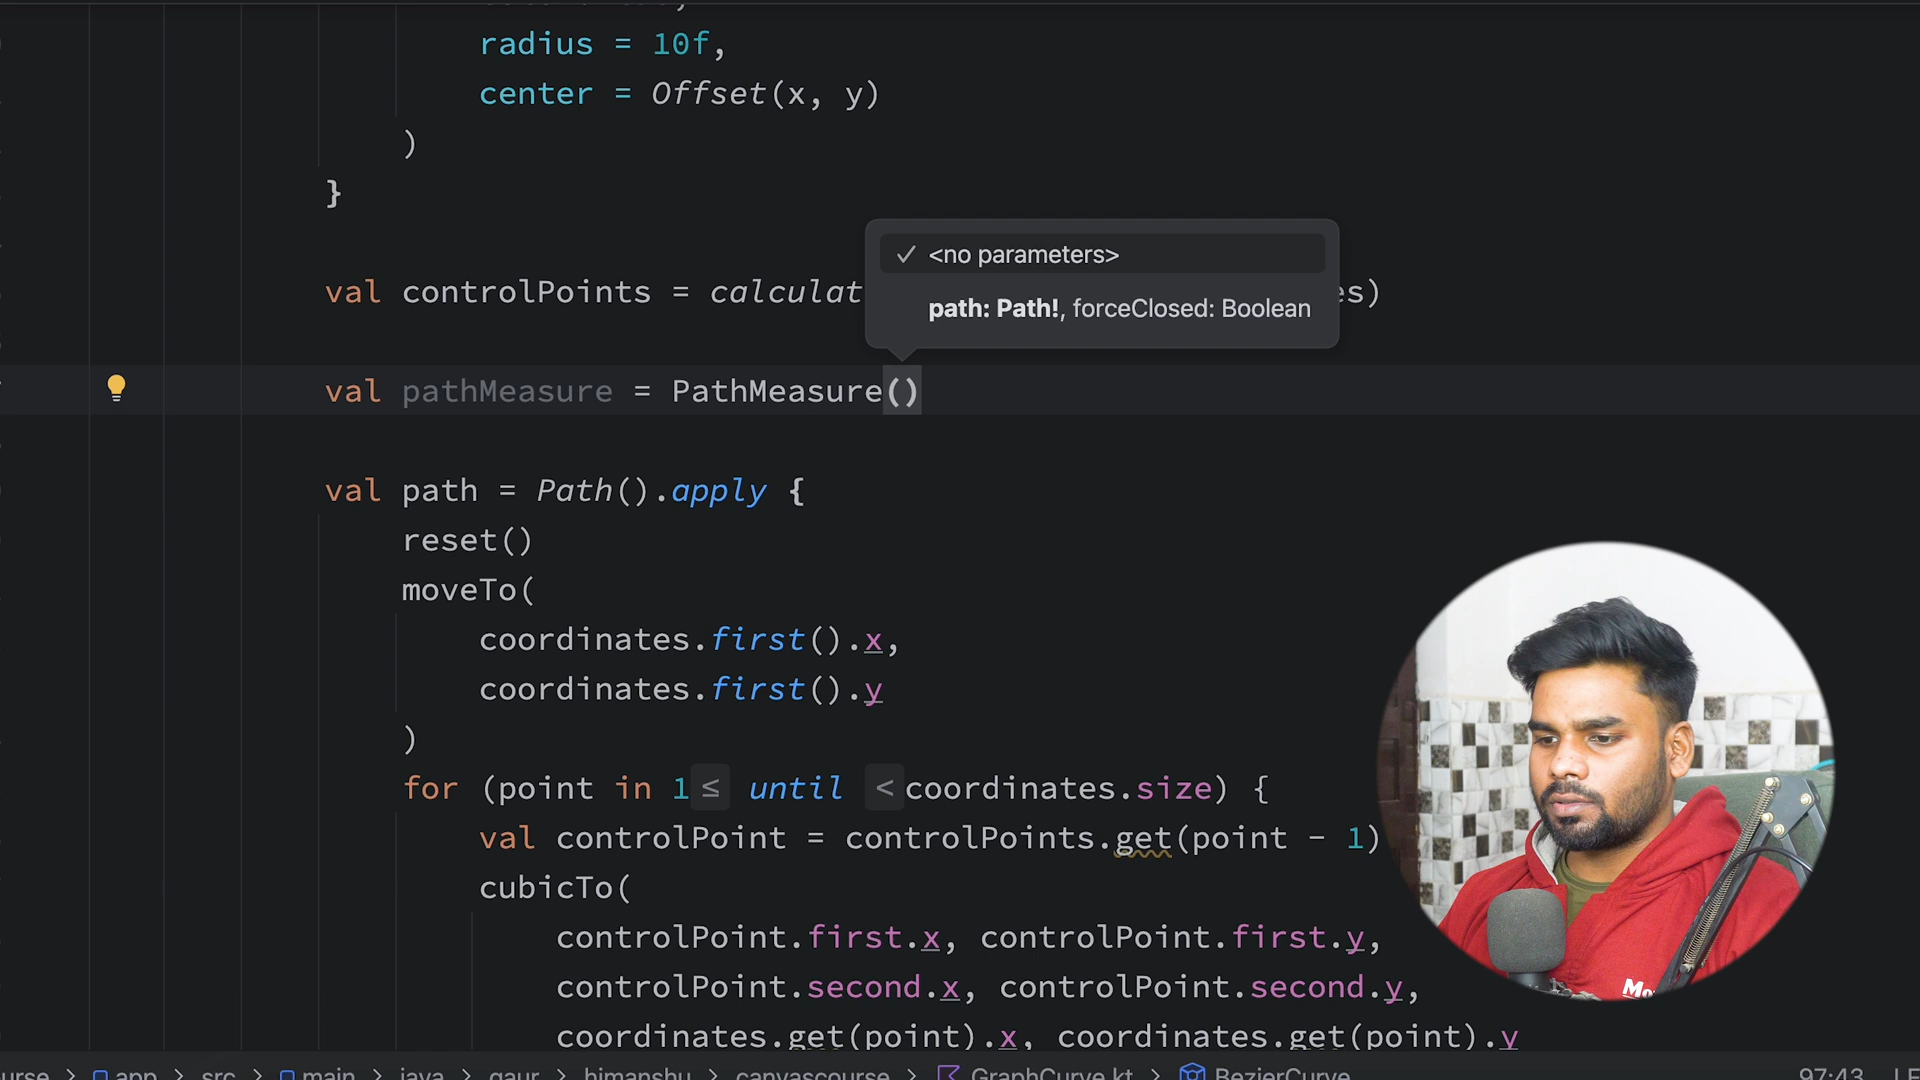 radius = 10f,
center = Offset(x, y)
)
}
<no parameters>
val controlPoints = calculat
es)
path: Path!, forceClosed: Boolean
val pathMeasure = PathMeasure()
val path = Path().apply {
reset()
moveTo(
coordinates.first().x,
coordinates.first().y
)
for (point in 1 ≤ until < coordinates.size) {
val controlPoint = controlPoints.get(point - 1)
cubicTo(
controlPoint.first.x, controlPoint.first.y,
controlPoint.second.x, controlPoint.second.y,
coordinates.get(point).x, coordinates.get(point).y
urse > app > src > main > java > gaur > himanshu > canvascourse > GraphCurve.kt > BezierCurve
97:43 LF